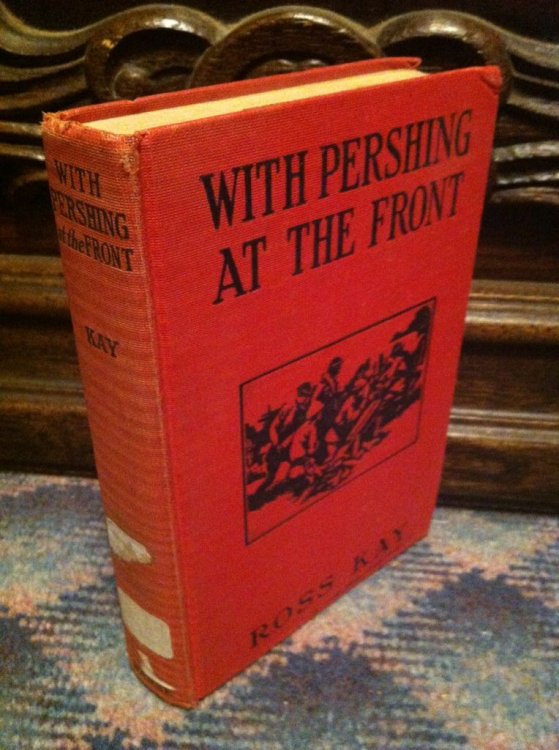 WITH
PERSHING
at the FRONT
KAY
WITH PERSHING
AT THE FRONT
ROSS KAY